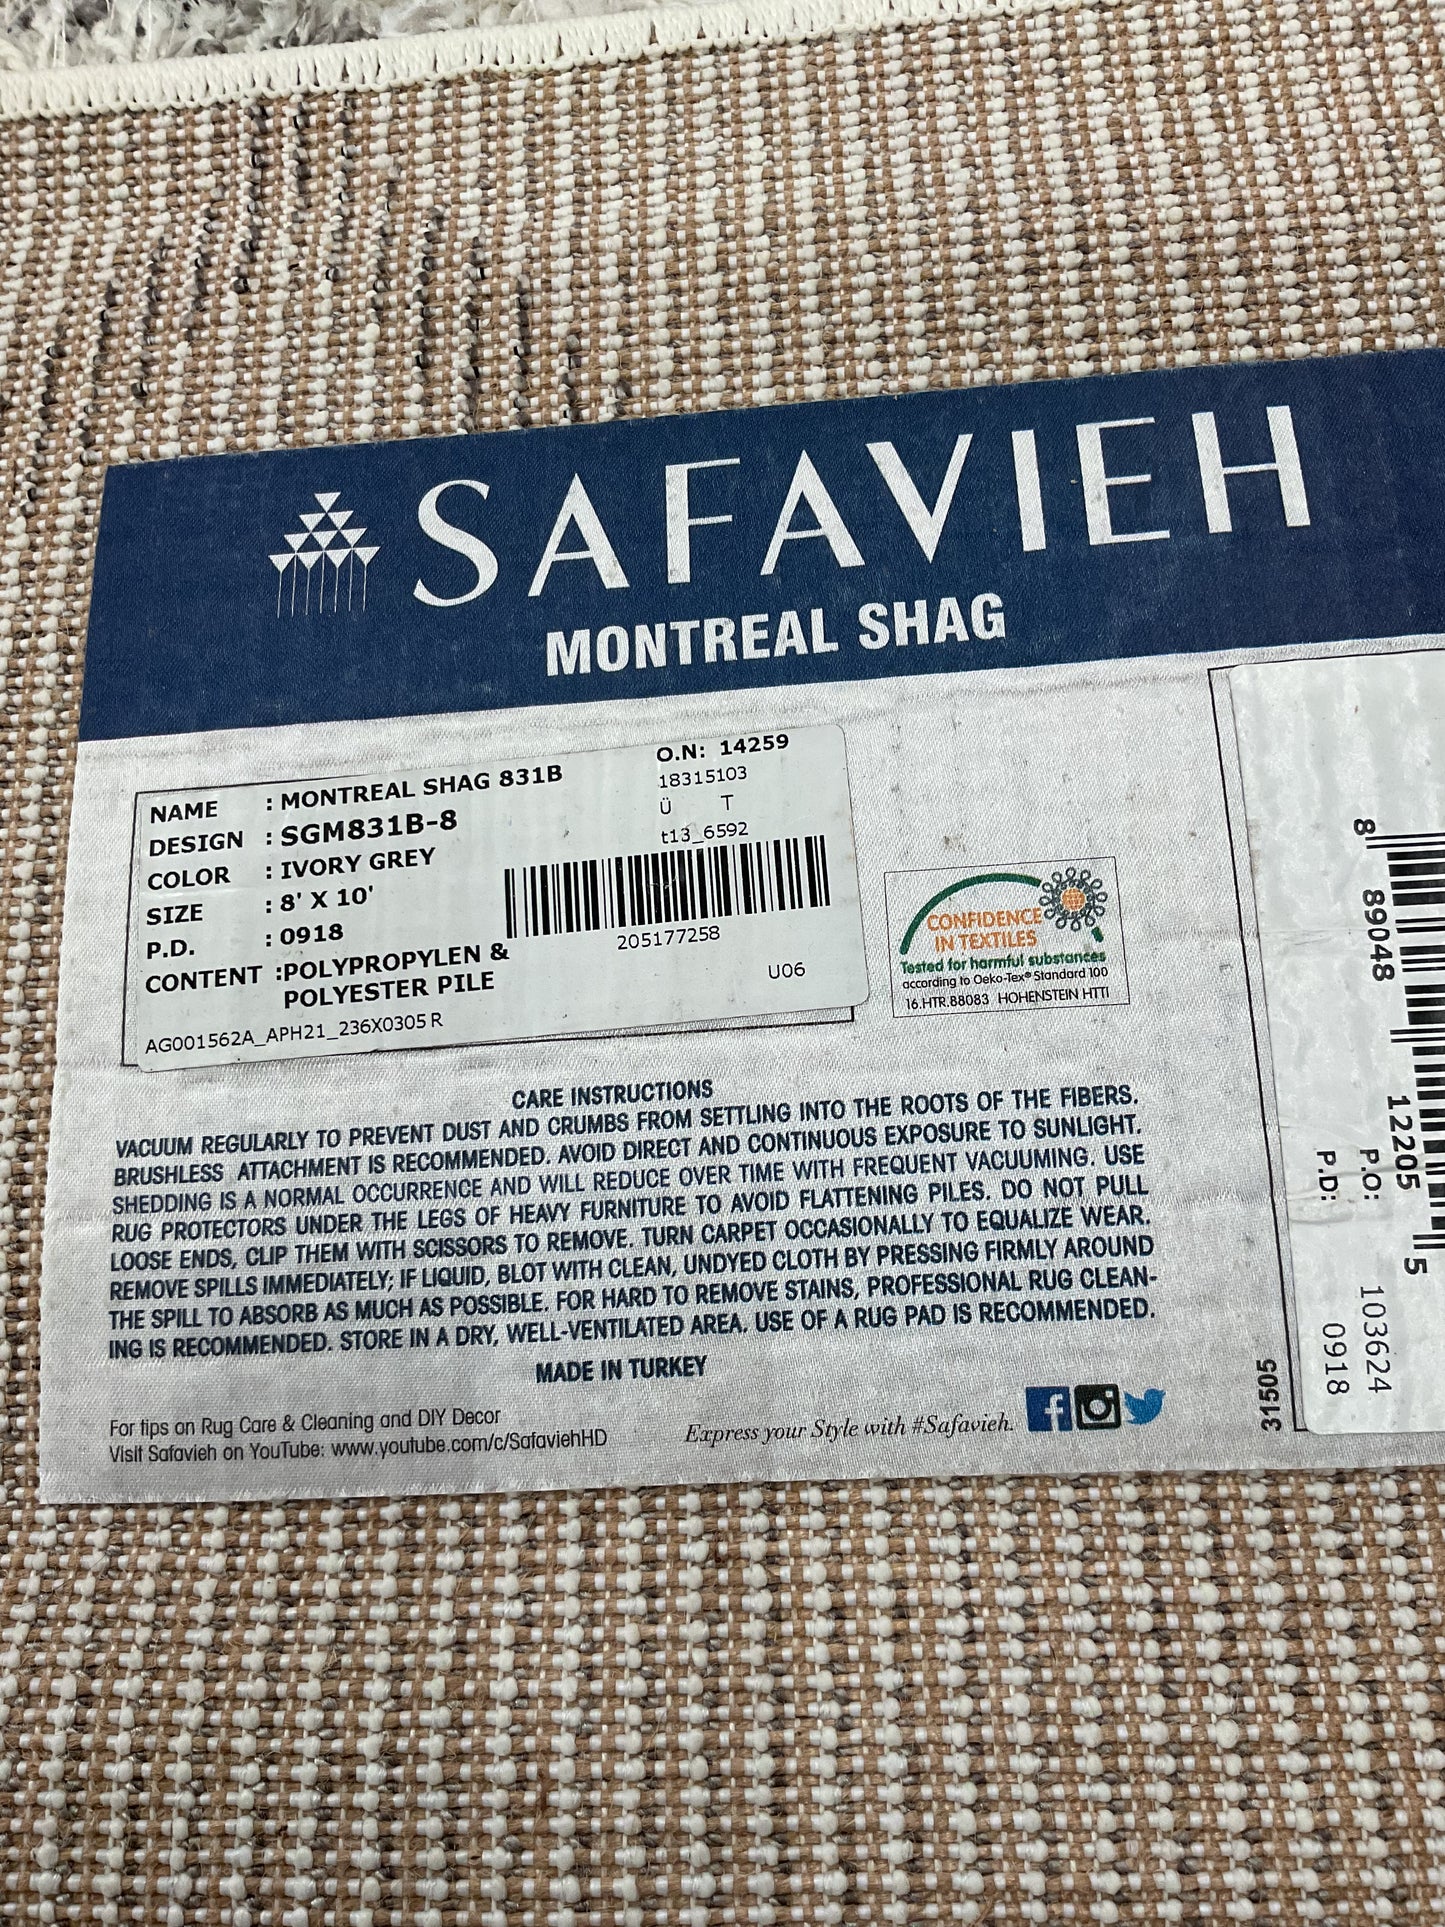 SAFAVIEH
MONTREAL SHAG
NAME : MONTREAL SHAG 831B
DESIGN : SGM831B-8
COLOR : IVORY GREY
SIZE : 8' X 10'
P.D. : 0918
CONTENT :POLYPROPYLEN &
POLYESTER PILE
AG001562A_APH21_236X0305 R
O.N: 14259
18315103
Ü T
t13_6592
205177258
U06
CONFIDENCE
IN TEXTILES
Tested for harmful substances
according to Oeko-Tex® Standard 100
16.HTR.88083 HOHENSTEIN HTTI
CARE INSTRUCTIONS
VACUUM REGULARLY TO PREVENT DUST AND CRUMBS FROM SETTLING INTO THE ROOTS OF THE FIBERS.
BRUSHLESS ATTACHMENT IS RECOMMENDED. AVOID DIRECT AND CONTINUOUS EXPOSURE TO SUNLIGHT.
SHEDDING IS A NORMAL OCCURRENCE AND WILL REDUCE OVER TIME WITH FREQUENT VACUUMING. USE
RUG PROTECTORS UNDER THE LEGS OF HEAVY FURNITURE TO AVOID FLATTENING PILES. DO NOT PULL
LOOSE ENDS, CLIP THEM WITH SCISSORS TO REMOVE. TURN CARPET OCCASIONALLY TO EQUALIZE WEAR.
REMOVE SPILLS IMMEDIATELY; IF LIQUID, BLOT WITH CLEAN, UNDYED CLOTH BY PRESSING FIRMLY AROUND
THE SPILL TO ABSORB AS MUCH AS POSSIBLE. FOR HARD TO REMOVE STAINS, PROFESSIONAL RUG CLEAN-
ING IS RECOMMENDED. STORE IN A DRY, WELL-VENTILATED AREA. USE OF A RUG PAD IS RECOMMENDED.
MADE IN TURKEY
For tips on Rug Care & Cleaning and DIY Decor
Visit Safavieh on YouTube: www.youtube.com/c/SafaviehHD
Express your Style with #Safavieh.
31505
8 89048 12205 5
P.O: 103624
P.D: 0918